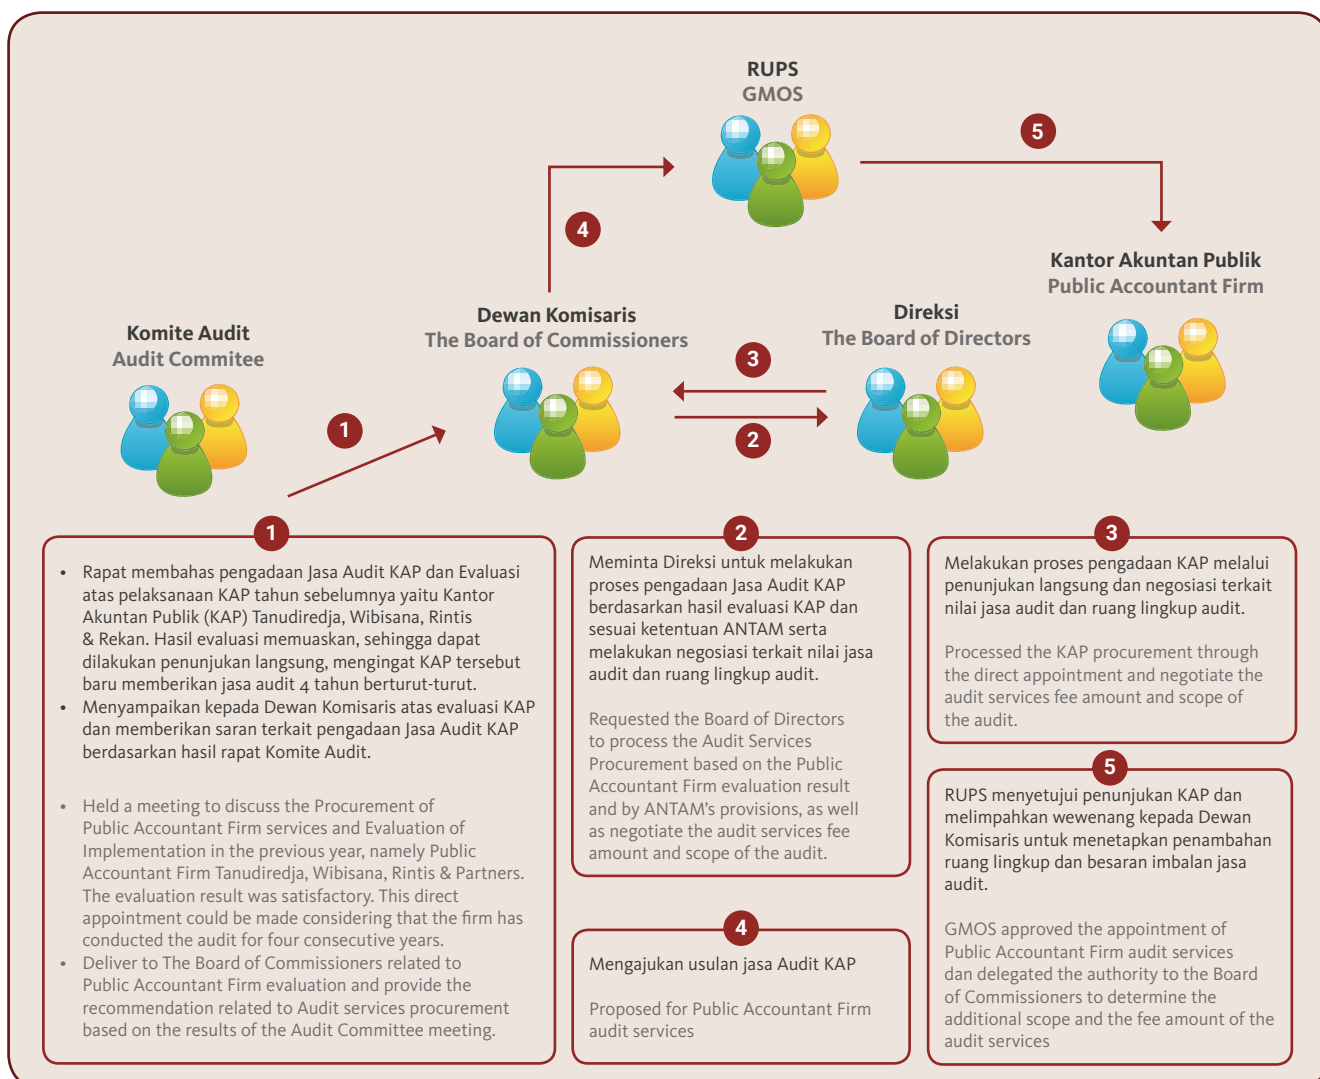 RUPS
GMOS
5
4
Kantor Akuntan Publik
Public Accountant Firm
Dewan Komisaris
The Board of Commissioners
Direksi
The Board of Directors
Komite Audit
Audit Commitee
3
1
2
1
• Rapat membahas pengadaan Jasa Audit KAP dan Evaluasi
atas pelaksanaan KAP tahun sebelumnya yaitu Kantor
Akuntan Publik (KAP) Tanudiredja, Wibisana, Rintis
& Rekan. Hasil evaluasi memuaskan, sehingga dapat
dilakukan penunjukan langsung, mengingat KAP tersebut
baru memberikan jasa audit 4 tahun berturut-turut.
• Menyampaikan kepada Dewan Komisaris atas evaluasi KAP
dan memberikan saran terkait pengadaan Jasa Audit KAP
berdasarkan hasil rapat Komite Audit.
• Held a meeting to discuss the Procurement of
Public Accountant Firm services and Evaluation of
Implementation in the previous year, namely Public
Accountant Firm Tanudiredja, Wibisana, Rintis & Partners.
The evaluation result was satisfactory. This direct
appointment could be made considering that the firm has
conducted the audit for four consecutive years.
• Deliver to The Board of Commissioners related to
Public Accountant Firm evaluation and provide the
recommendation related to Audit services procurement
based on the results of the Audit Committee meeting.
2
Meminta Direksi untuk melakukan
proses pengadaan Jasa Audit KAP
berdasarkan hasil evaluasi KAP dan
sesuai ketentuan ANTAM serta
melakukan negosiasi terkait nilai jasa
audit dan ruang lingkup audit.
Requested the Board of Directors
to process the Audit Services
Procurement based on the Public
Accountant Firm evaluation result
and by ANTAM's provisions, as well
as negotiate the audit services fee
amount and scope of the audit.
3
Melakukan proses pengadaan KAP melalui
penunjukan langsung dan negosiasi terkait
nilai jasa audit dan ruang lingkup audit.
Processed the KAP procurement through
the direct appointment and negotiate the
audit services fee amount and scope of
the audit.
4
Mengajukan usulan jasa Audit KAP
Proposed for Public Accountant Firm
audit services
5
RUPS menyetujui penunjukan KAP dan
melimpahkan wewenang kepada Dewan
Komisaris untuk menetapkan penambahan
ruang lingkup dan besaran imbalan jasa
audit.
GMOS approved the appointment of
Public Accountant Firm audit services
dan delegated the authority to the Board
of Commissioners to determine the
additional scope and the fee amount of the
audit services